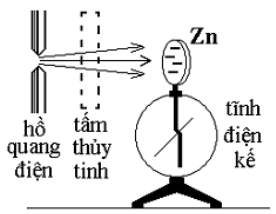 Zn
hồ
quang
điện
tấm
thủy
tinh
tĩnh
điện
kế